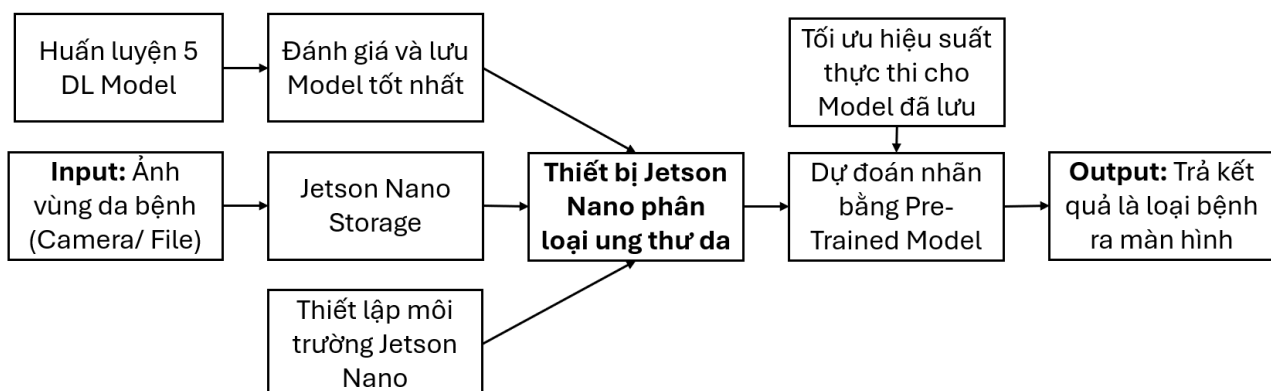 Huấn luyện 5
DL Model
Đánh giá và lưu
Model tốt nhất
Tối ưu hiệu suất
thực thi cho
Model đã lưu
Input: Ảnh
vùng da bệnh
(Camera/ File)
Jetson Nano
Storage
Thiết bị Jetson
Nano phân
loại ung thư da
Dự đoán nhãn
bằng Pre-
Trained Model
Output: Trả kết
quả là loại bệnh
ra màn hình
Thiết lập môi
trường Jetson
Nano